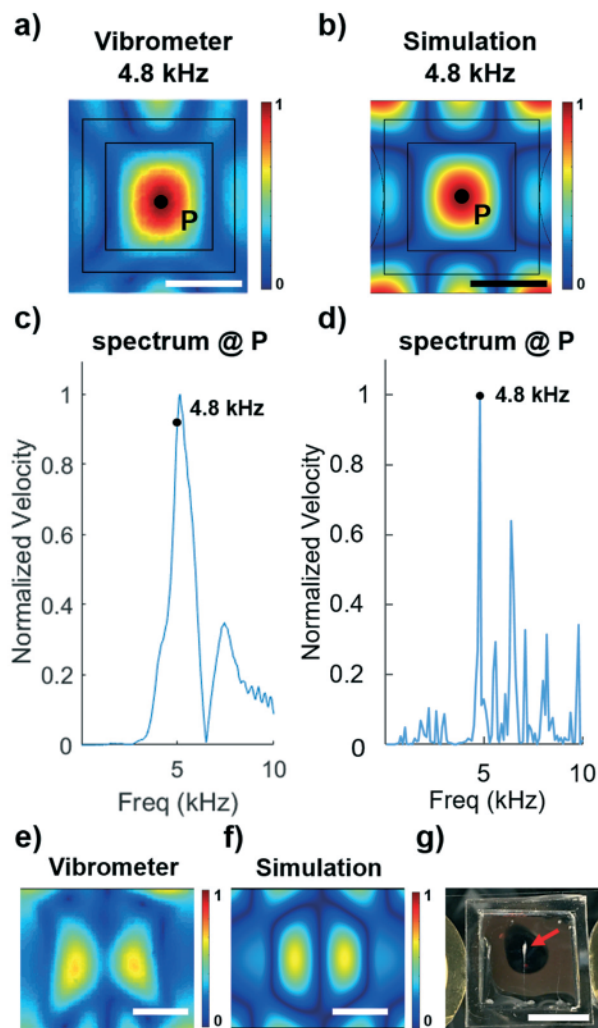 a)
Vibrometer
4.8 kHz
1
0
P
b)
Simulation
4.8 kHz
1
0
P
c)
spectrum @ P
Normalized Velocity
1
0.8
0.6
0.4
0.2
0
4.8 kHz
5
10
Freq (kHz)
d)
spectrum @ P
Normalized Velocity
1
0.8
0.6
0.4
0.2
0
4.8 kHz
5
10
Freq (kHz)
e)
Vibrometer
1
0
f)
Simulation
1
0
g)